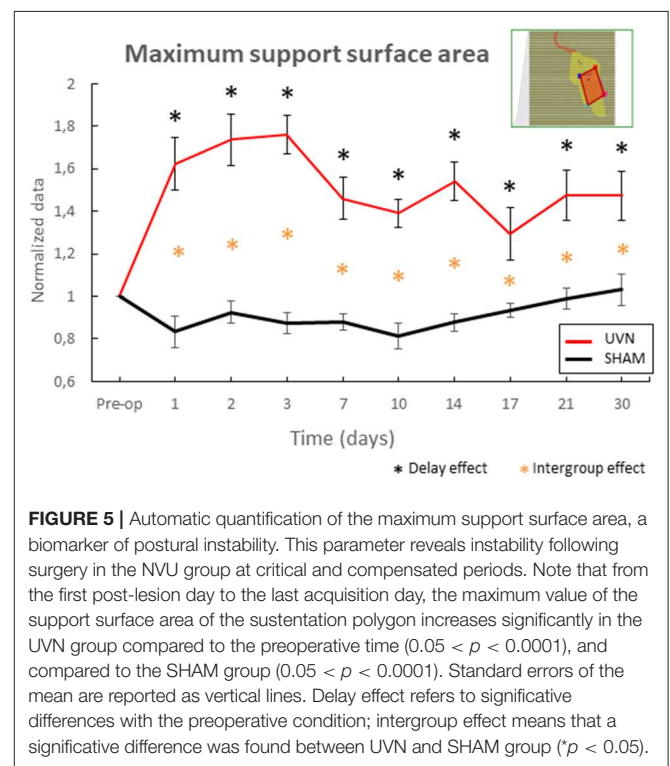 Maximum support surface area
Normalized data
2
1,8
1,6
1,4
1,2
1
0,8
0,6
* * * * * * * * *
* * * * * * * * *
UVN
SHAM
Pre-op 1 2 3 7 10 14 17 21 30
Time (days)
* Delay effect * Intergroup effect
FIGURE 5 | Automatic quantification of the maximum support surface area, a
biomarker of postural instability. This parameter reveals instability following
surgery in the NVU group at critical and compensated periods. Note that from
the first post-lesion day to the last acquisition day, the maximum value of the
support surface area of the sustentation polygon increases significantly in the
UVN group compared to the preoperative time (0.05 < p < 0.0001), and
compared to the SHAM group (0.05 < p < 0.0001). Standard errors of the
mean are reported as vertical lines. Delay effect refers to significative
differences with the preoperative condition; intergroup effect means that a
significative difference was found between UVN and SHAM group (*p < 0.05).